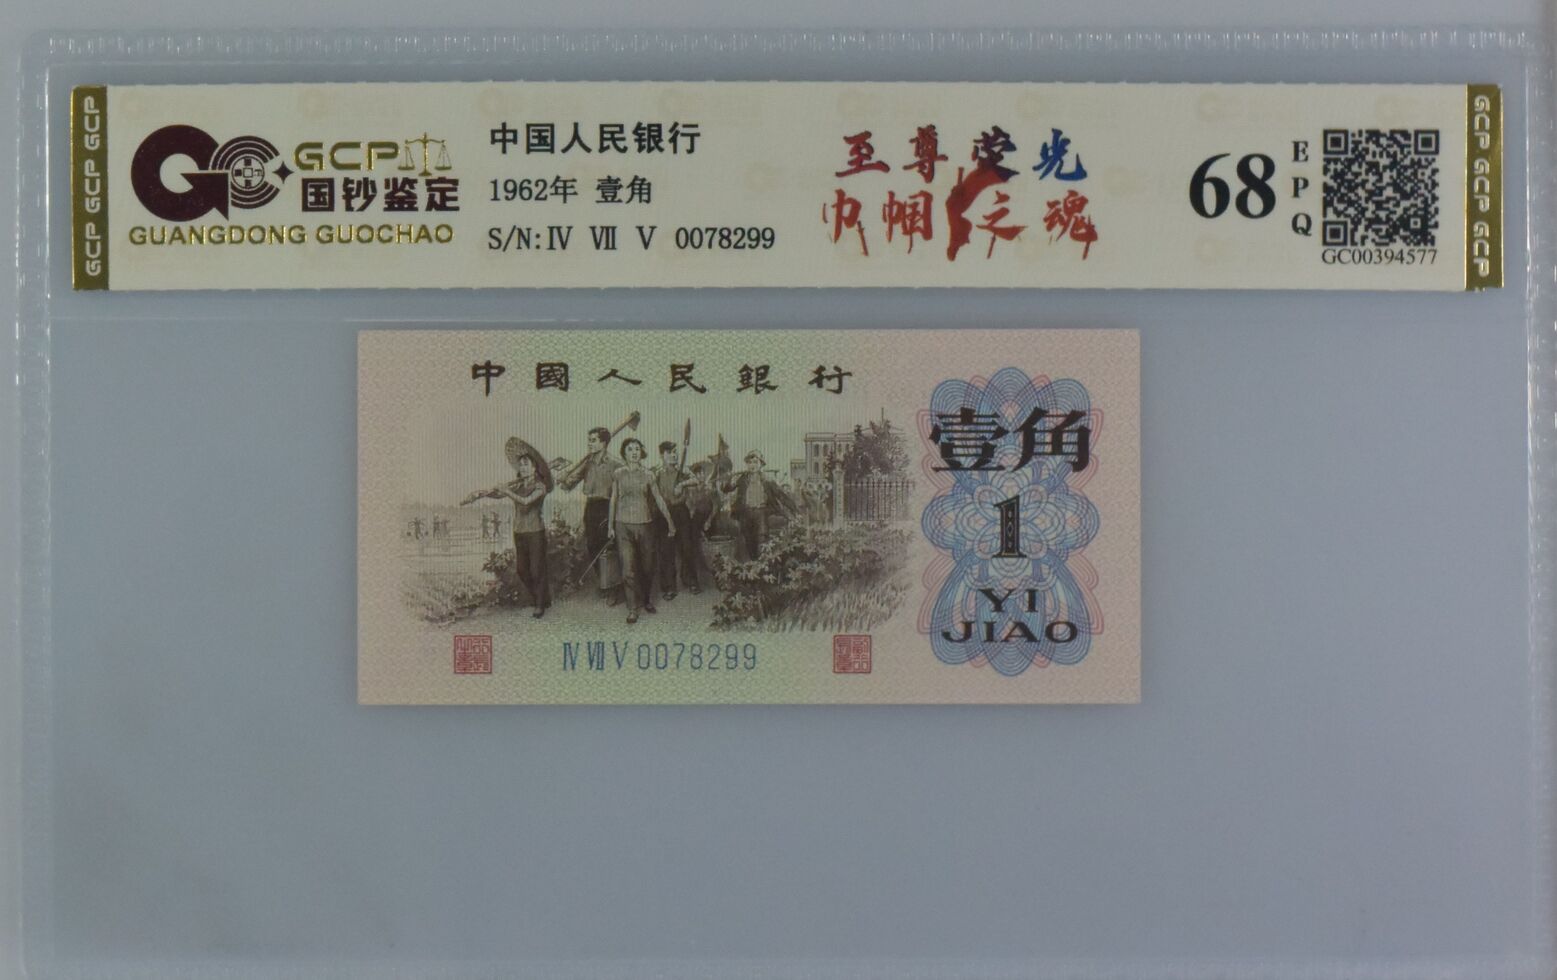 GCP GCP GCP
GCP
国钞鉴定
GUANGDONG GUOCHAO
中国人民银行
1962年 壹角
S/N:Ⅳ Ⅶ Ⅴ 0078299
至尊荧光
巾帼之魂
68
EPQ
GC00394577
GCP GCP GCP
中國人民銀行
壹角
1
YI
JIAO
Ⅳ Ⅶ Ⅴ 0078299